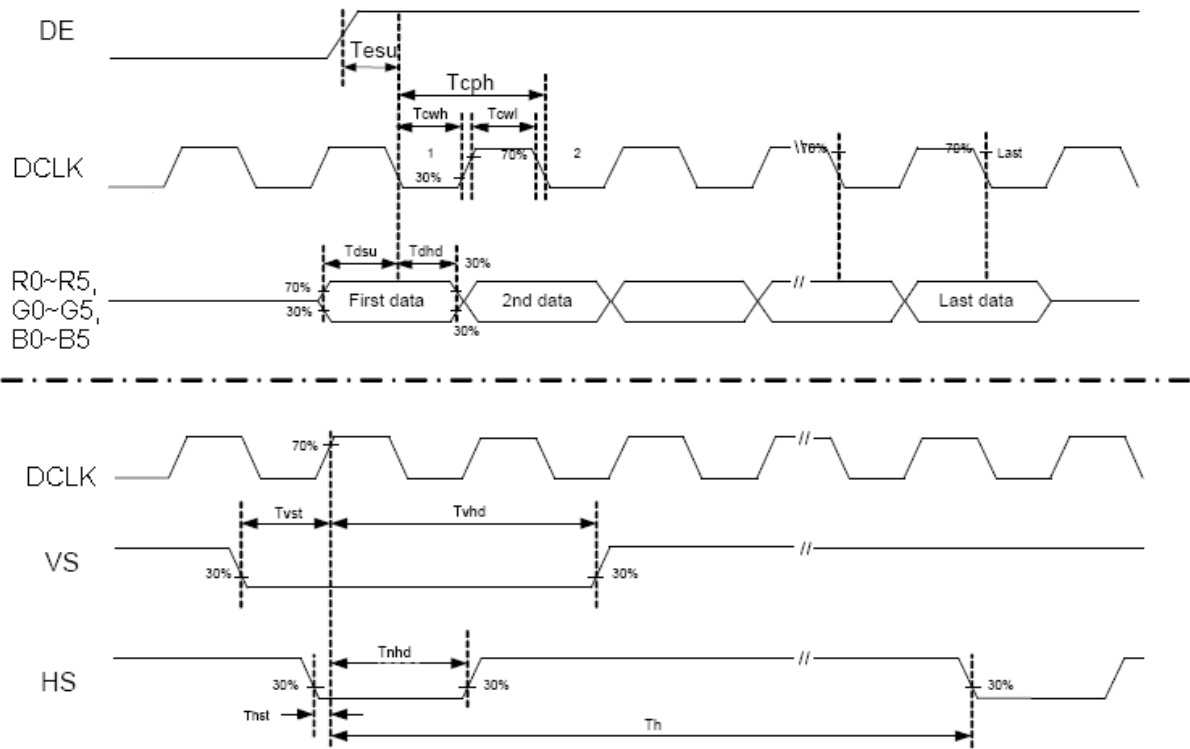 DE
Tesu
Tcph
Tcwh
Tcwl
DCLK
1
70%
2
\\
70%
70%
Last
30%
R0~R5,
G0~G5,
B0~B5
Tdsu
Tdhd
30%
70%
First data
2nd data
//
Last data
30%
30%
DCLK
70%
//
Tvst
Tvhd
VS
30%
30%
//
HS
Tnhd
30%
30%
//
30%
Thst
Th